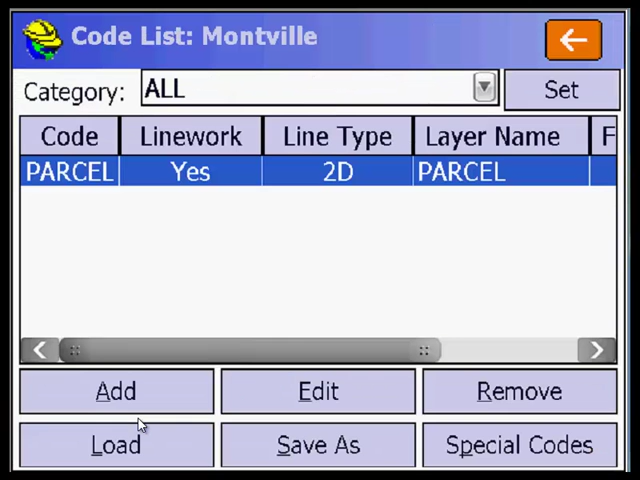 Code List: Montville
Category: ALL Set
Code Linework Line Type Layer Name F
PARCEL Yes 2D PARCEL
Add Edit Remove
Load Save As Special Codes